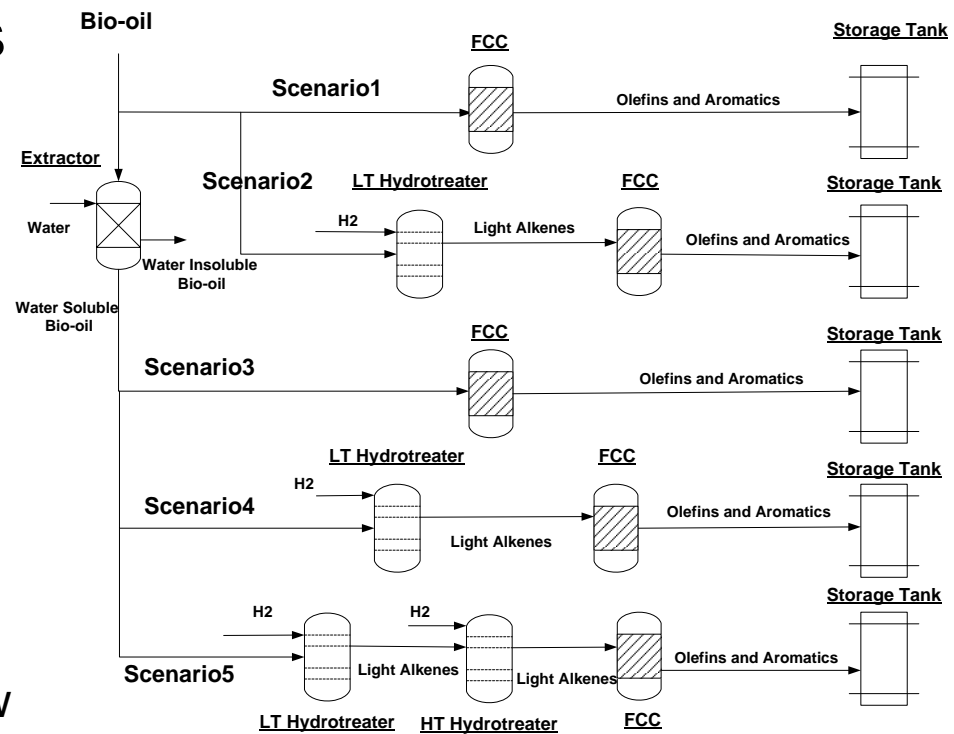 S
Bio-oil
FCC
Storage Tank
Scenario1
Olefins and Aromatics
Extractor
Scenario2
LT Hydrotreater
FCC
Storage Tank
Water
H2
Light Alkenes
Olefins and Aromatics
Water Insoluble
Bio-oil
Water Soluble
Bio-oil
FCC
Storage Tank
Scenario3
Olefins and Aromatics
LT Hydrotreater
FCC
Storage Tank
H2
Scenario4
Light Alkenes
Olefins and Aromatics
Storage Tank
H2
H2
Scenario5
Light Alkenes
Light Alkenes
Olefins and Aromatics
LT Hydrotreater
HT Hydrotreater
FCC